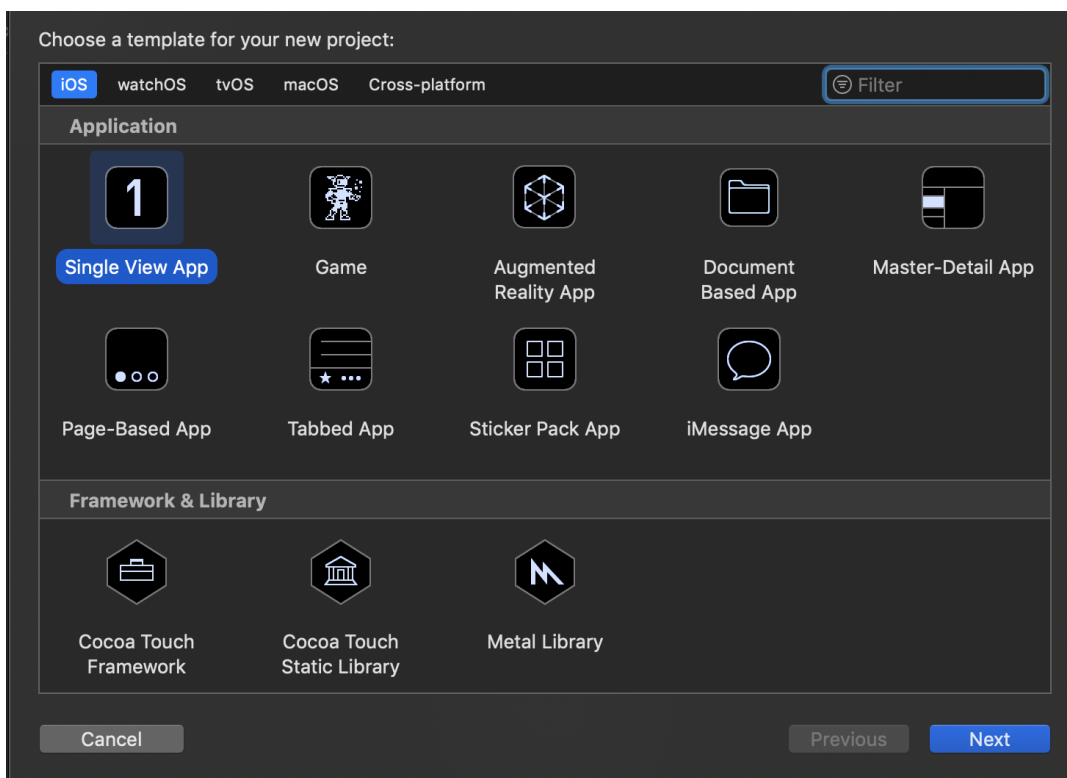 Choose a template for your new project:
iOS watchOS tvOS macOS Cross-platform Filter
Application
1
Single View App Game Augmented Reality App Document Based App Master-Detail App
Page-Based App Tabbed App Sticker Pack App iMessage App
Framework & Library
Cocoa Touch Framework Cocoa Touch Static Library Metal Library
Cancel Previous Next